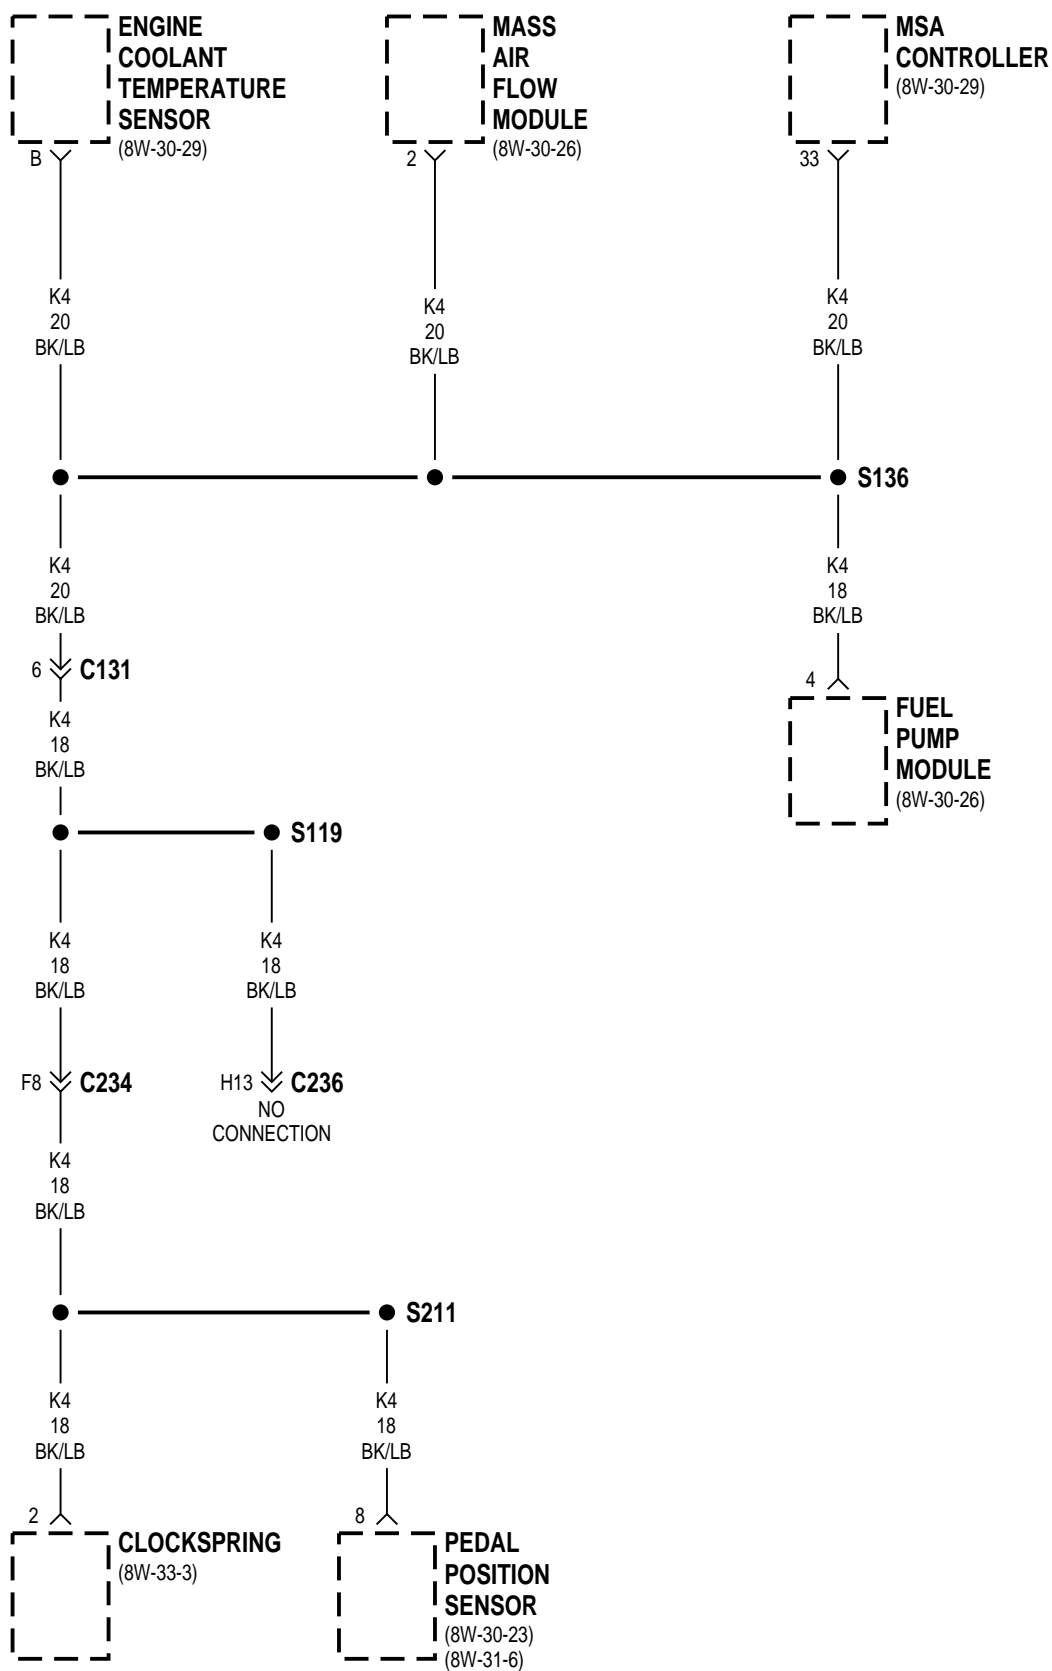 ENGINE
COOLANT
TEMPERATURE
SENSOR
(8W-30-29)
B
MASS
AIR
FLOW
MODULE
(8W-30-26)
2
MSA
CONTROLLER
(8W-30-29)
33
K4
20
BK/LB
K4
20
BK/LB
K4
20
BK/LB
S136
K4
20
BK/LB
K4
18
BK/LB
6
C131
4
FUEL
PUMP
MODULE
(8W-30-26)
K4
18
BK/LB
S119
K4
18
BK/LB
K4
18
BK/LB
F8
C234
H13
C236
NO
CONNECTION
K4
18
BK/LB
S211
K4
18
BK/LB
K4
18
BK/LB
2
CLOCKSPRING
(8W-33-3)
8
PEDAL
POSITION
SENSOR
(8W-30-23)
(8W-31-6)